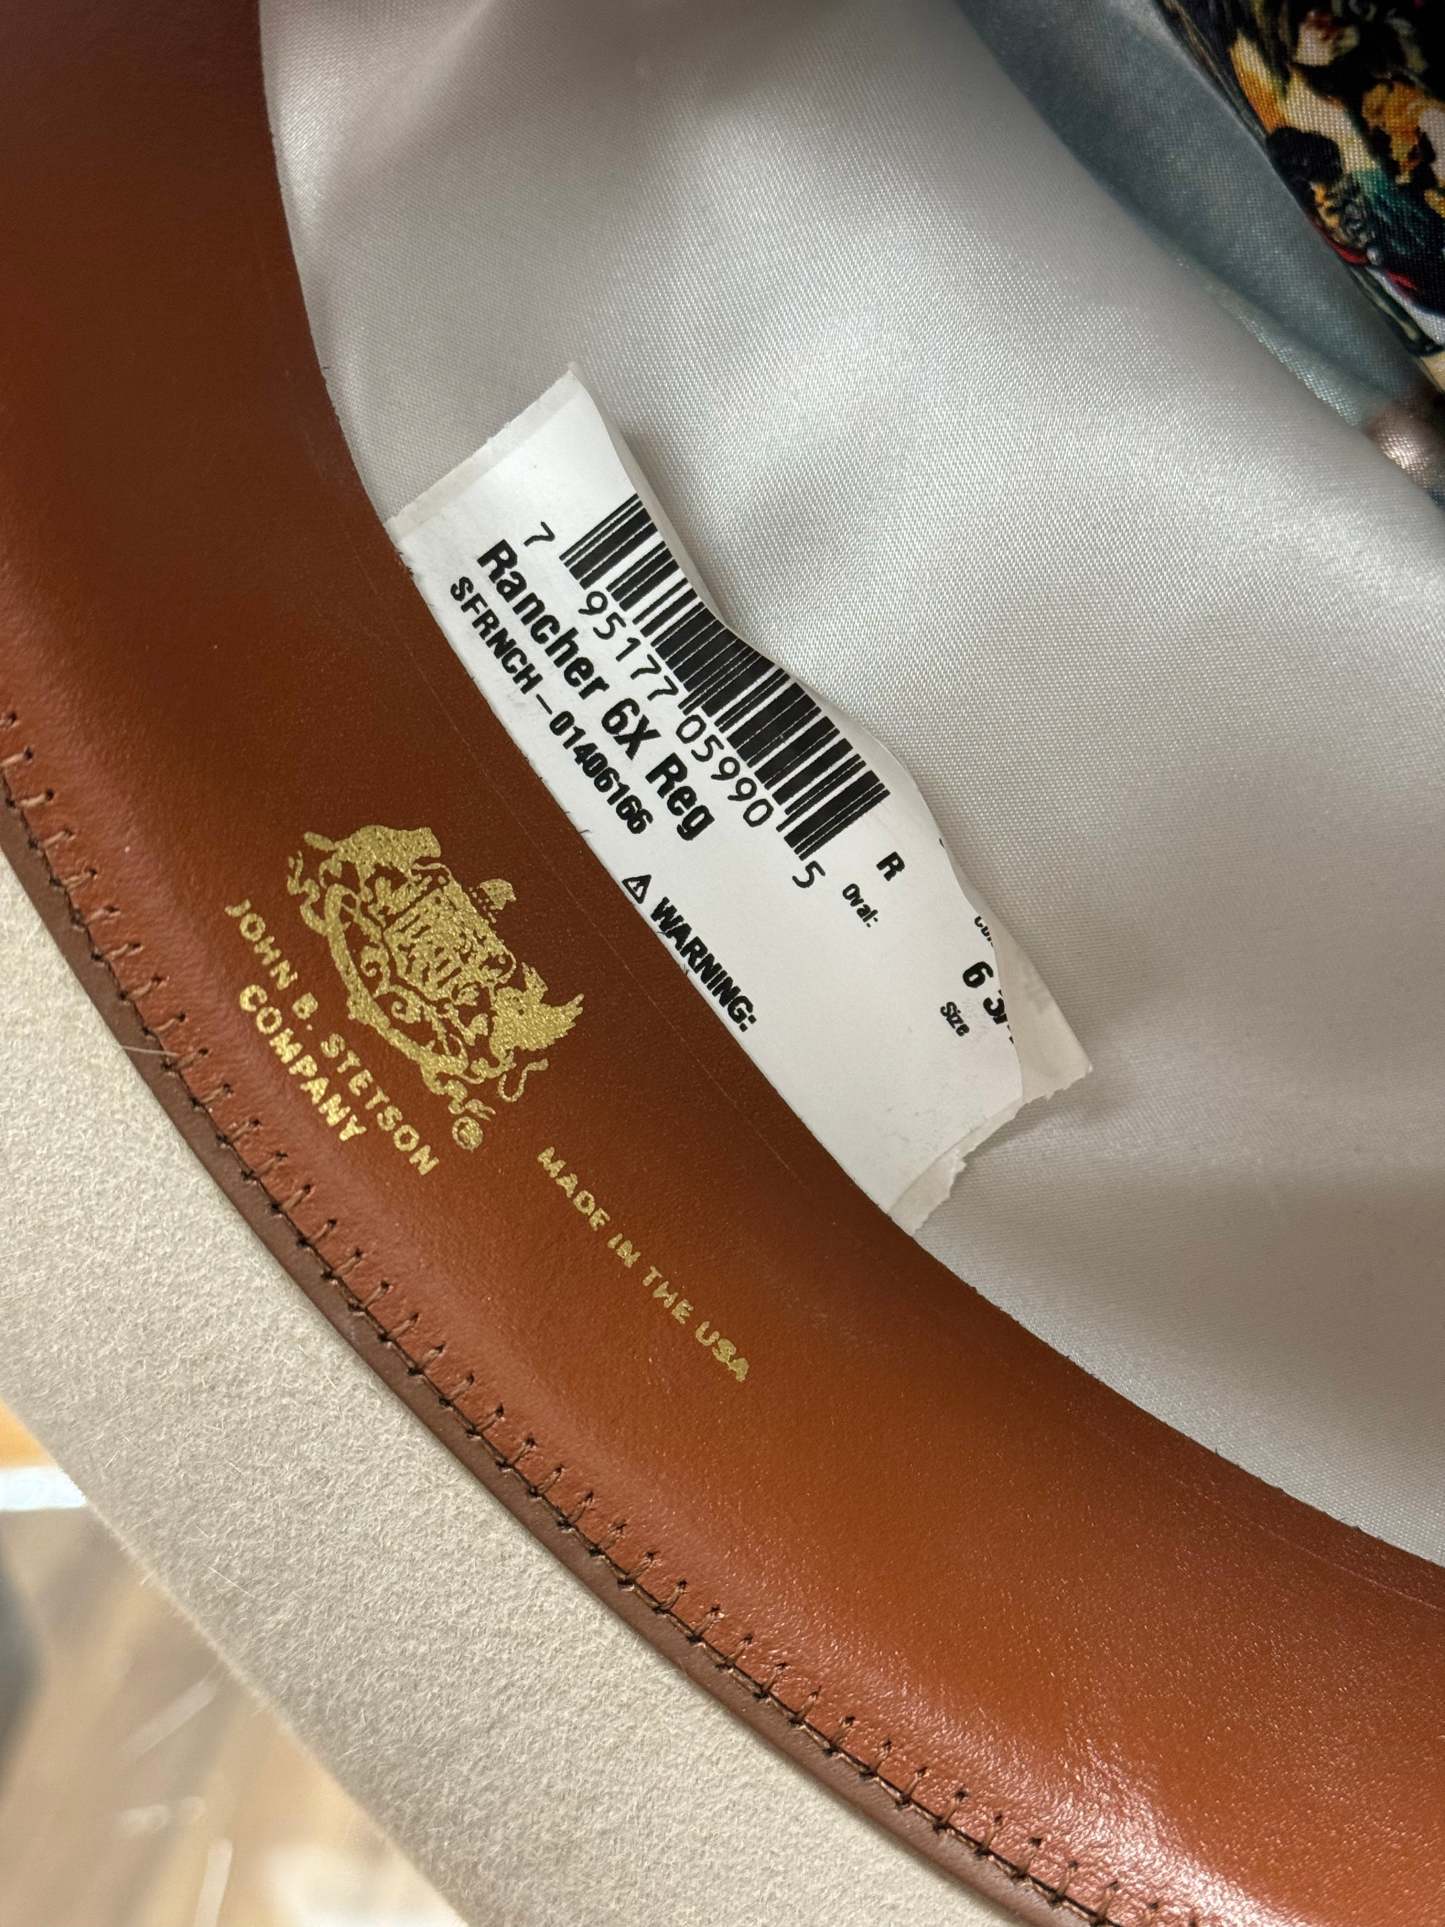 7 95177 05990 5
Rancher 6X Reg
SFRNCH-01406166
⚠ WARNING:
R
Oval:
6
Size
JOHN B. STETSON
COMPANY
MADE IN THE USA